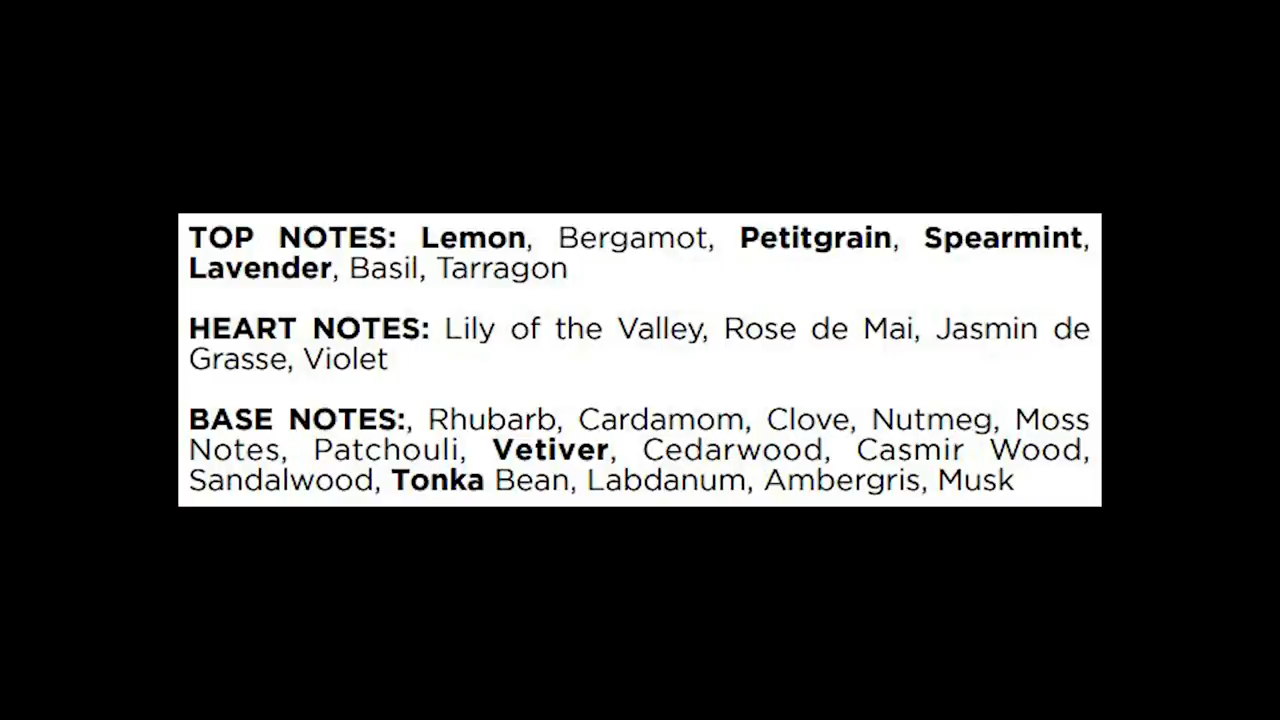 TOP NOTES: Lemon, Bergamot, Petitgrain, Spearmint,
Lavender, Basil, Tarragon
HEART NOTES: Lily of the Valley, Rose de Mai, Jasmin de
Grasse, Violet
BASE NOTES:, Rhubarb, Cardamom, Clove, Nutmeg, Moss
Notes, Patchouli, Vetiver, Cedarwood, Casmir Wood,
Sandalwood, Tonka Bean, Labdanum, Ambergris, Musk